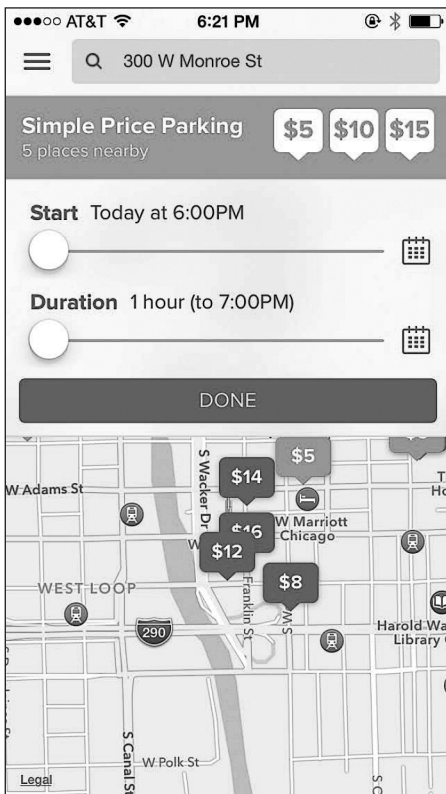 AT&T 6:21 PM
300 W Monroe St
Simple Price Parking
5 places nearby
$5 $10 $15
Start Today at 6:00PM
Duration 1 hour (to 7:00PM)
DONE
$5
S Wacker Dr
$14
W Adams St
$16
W Marriott
Chicago
$12
WEST LOOP
$8
Franklin St
290
Harold Wa
Library
S Canal St
W Polk St
Legal